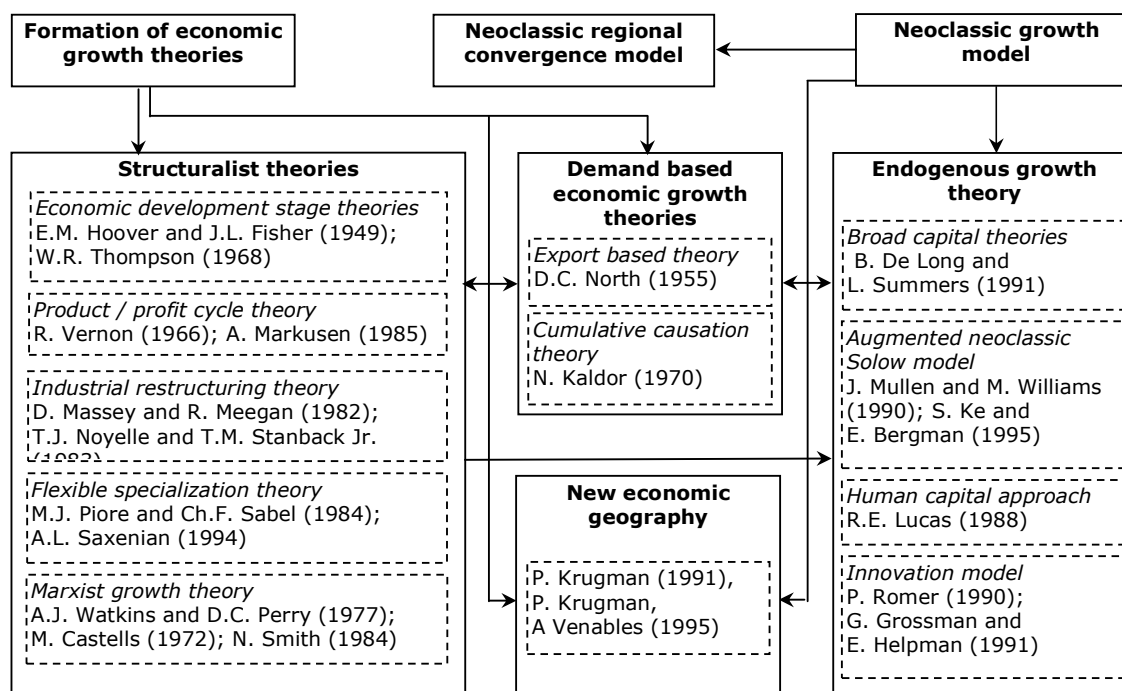 Formation of economic
growth theories
Neoclassic regional
convergence model
Neoclassic growth
model
Structuralist theories
Economic development stage theories
E.M. Hoover and J.L. Fisher (1949);
W.R. Thompson (1968)
Product / profit cycle theory
R. Vernon (1966); A. Markusen (1985)
Industrial restructuring theory
D. Massey and R. Meegan (1982);
T.J. Noyelle and T.M. Stanback Jr.
Flexible specialization theory
M.J. Piore and Ch.F. Sabel (1984);
A.L. Saxenian (1994)
Marxist growth theory
A.J. Watkins and D.C. Perry (1977);
M. Castells (1972); N. Smith (1984)
Demand based
economic growth
theories
Export based theory
D.C. North (1955)
Cumulative causation
theory
N. Kaldor (1970)
New economic
geography
P. Krugman (1991),
P. Krugman,
A Venables (1995)
Endogenous growth
theory
Broad capital theories
B. De Long and
L. Summers (1991)
Augmented neoclassic
Solow model
J. Mullen and M. Williams
(1990); S. Ke and
E. Bergman (1995)
Human capital approach
R.E. Lucas (1988)
Innovation model
P. Romer (1990);
G. Grossman and
E. Helpman (1991)